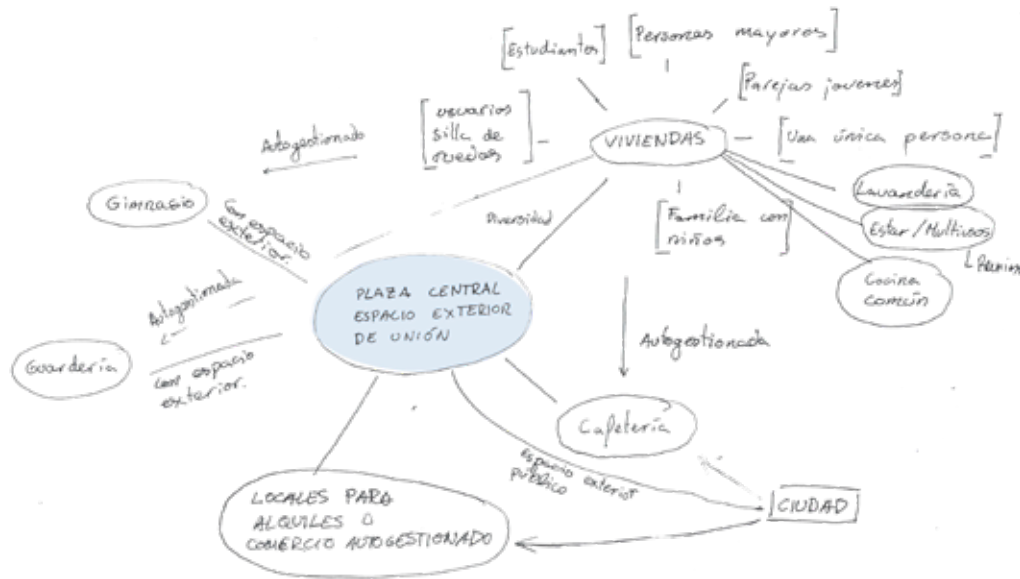 [Estudiantes]
[Personas mayores]
[Parejas jovenes]
[usuarios
silla de
ruedas]
VIVIENDAS
[Una única persona]
Autogestionado
Gimnasio
Con espacio
exterior.
Diversidad
[Familia con
niños]
Lavandería
Estar/Multiusos
Cocina
común
PLAZA CENTRAL
ESPACIO EXTERIOR
DE UNIÓN
Autogestionada
Guardería
con espacio
exterior.
Autogestionada
Cafetería
Espacio exterior
público
CIUDAD
LOCALES PARA
ALQUILES O
COMERCIO AUTOGESTIONADO